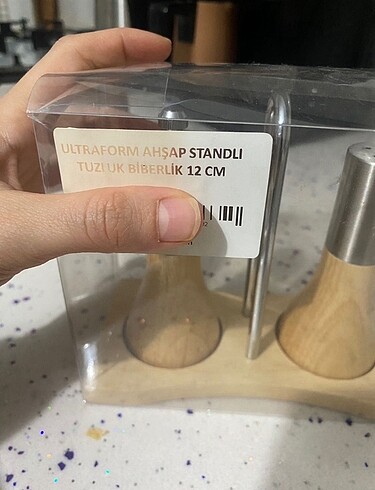 ULTRAFORM AHŞAP STANDLI
TUZLUK BİBERLİK 12 CM